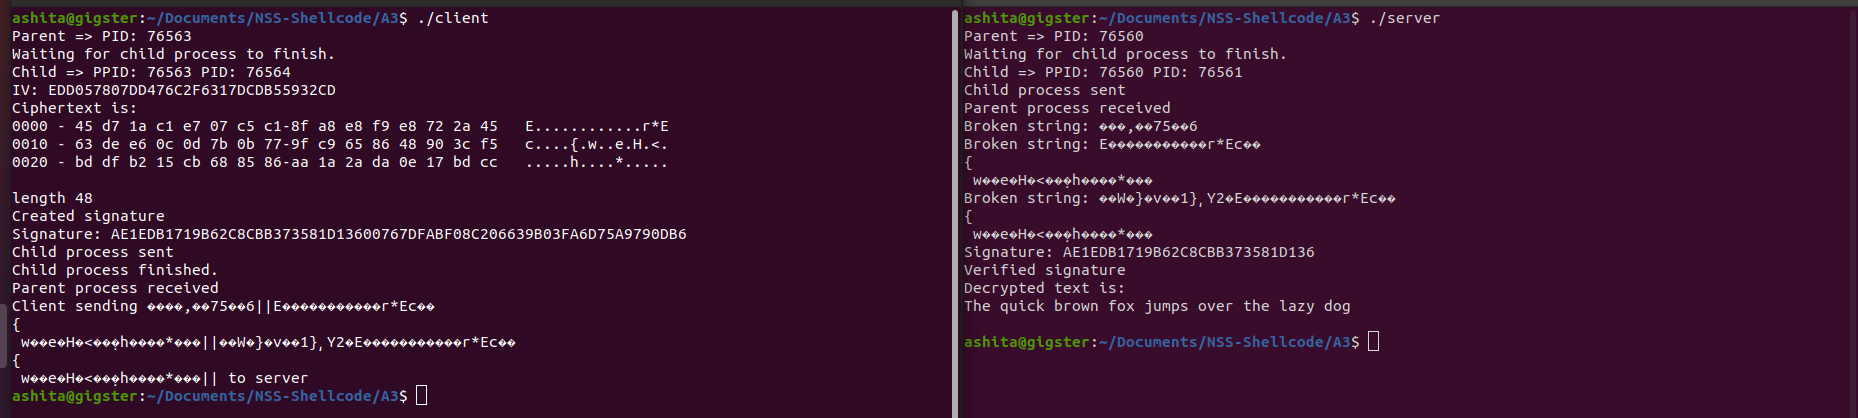 ashita@gigster:~/Documents/NSS-Shellcode/A3$ ./client
Parent => PID: 76563
Waiting for child process to finish.
Child => PPID: 76563 PID: 76564
IV: EDD057807DD476C2F6317DCDB55932CD
Ciphertext is:
0000 - 45 d7 1a c1 e7 07 c5 c1-8f a8 e8 f9 e8 72 2a 45   E............r*E
0010 - 63 de e6 0c 0d 7b 0b 77-9f c9 65 86 48 90 3c f5   c....{.w..e.H.<.
0020 - bd df b2 15 cb 68 85 86-aa 1a 2a da 0e 17 bd cc   .....h....*.....
length 48
Created signature
Signature: AE1EDB1719B62C8CBB373581D13600767DFABF08C206639B03FA6D75A9790DB6
Child process sent
Child process finished.
Parent process received
Client sending ����,��75��6||E������������r*Ec��
{
w��e�H�<���h����*���||��W�}�v��1},Y2�E������������r*Ec��
{
w��e�H�<���h����*���|| to server
ashita@gigster:~/Documents/NSS-Shellcode/A3$
ashita@gigster:~/Documents/NSS-Shellcode/A3$ ./server
Parent => PID: 76560
Waiting for child process to finish.
Child => PPID: 76560 PID: 76561
Child process sent
Parent process received
Broken string: ���,��75��6
Broken string: E������������r*Ec��
{
w��e�H�<���h����*���
Broken string: ��W�}�v��1},Y2�E������������r*Ec��
{
w��e�H�<���h����*���
Signature: AE1EDB1719B62C8CBB373581D136
Verified signature
Decrypted text is:
The quick brown fox jumps over the lazy dog
ashita@gigster:~/Documents/NSS-Shellcode/A3$